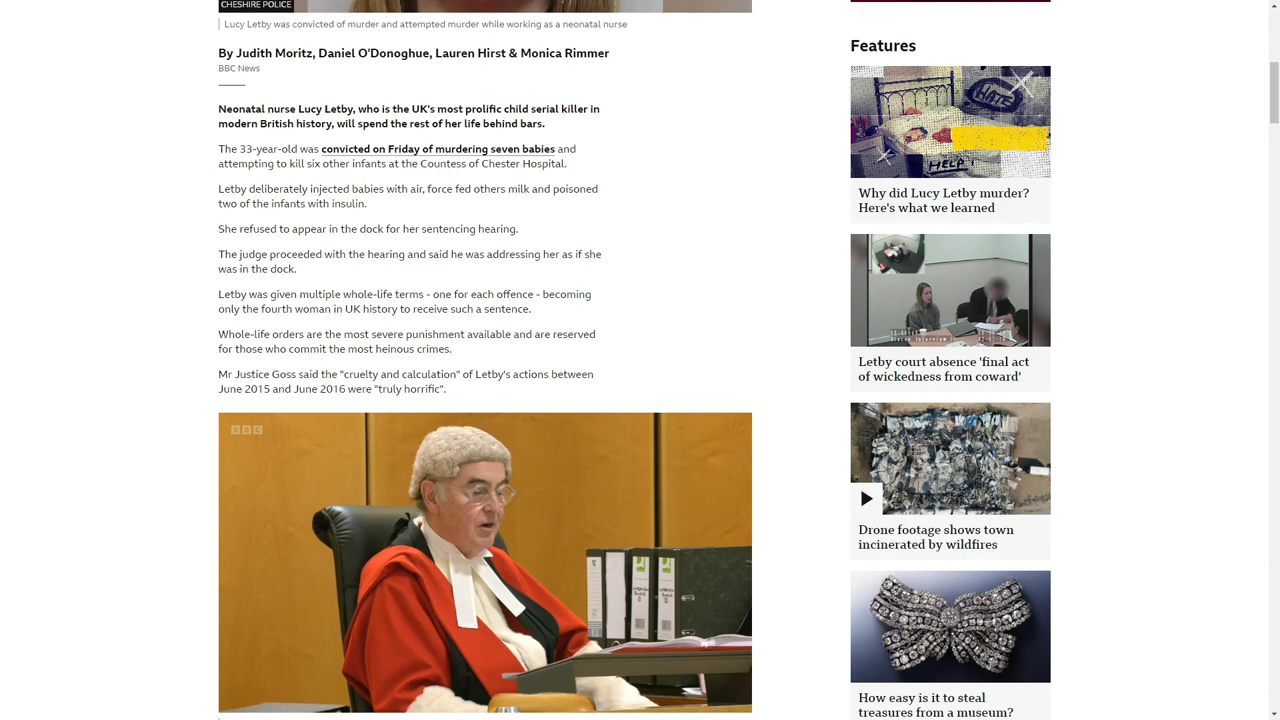 CHESHIRE POLICE
Lucy Letby was convicted of murder and attempted murder while working as a neonatal nurse
By Judith Moritz, Daniel O'Donoghue, Lauren Hirst & Monica Rimmer
BBC News
Neonatal nurse Lucy Letby, who is the UK's most prolific child serial killer in
modern British history, will spend the rest of her life behind bars.
The 33-year-old was convicted on Friday of murdering seven babies and
attempting to kill six other infants at the Countess of Chester Hospital.
Letby deliberately injected babies with air, force fed others milk and poisoned
two of the infants with insulin.
She refused to appear in the dock for her sentencing hearing.
The judge proceeded with the hearing and said he was addressing her as if she
was in the dock.
Letby was given multiple whole-life terms - one for each offence - becoming
only the fourth woman in UK history to receive such a sentence.
Whole-life orders are the most severe punishment available and are reserved
for those who commit the most heinous crimes.
Mr Justice Goss said the "cruelty and calculation" of Letby's actions between
June 2015 and June 2016 were "truly horrific".
BBC
Features
HATE
HELP
Why did Lucy Letby murder?
Here's what we learned
Letby court absence 'final act
of wickedness from coward'
Drone footage shows town
incinerated by wildfires
How easy is it to steal
treasures from a museum?